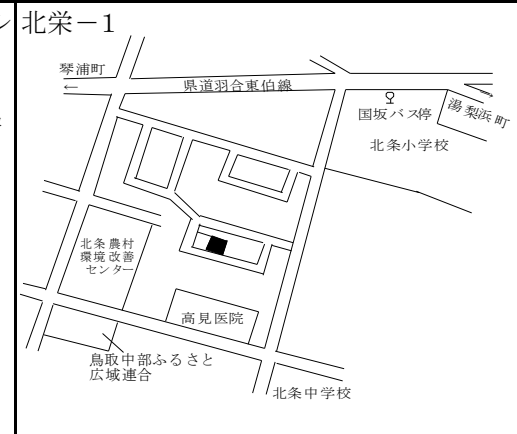 北栄－1
琴浦町
←
県道羽合東伯線
国坂バス停
湯梨浜町
北条小学校
北条農村
環境改善
センター
高見医院
鳥取中部ふるさと
広域連合
北条中学校